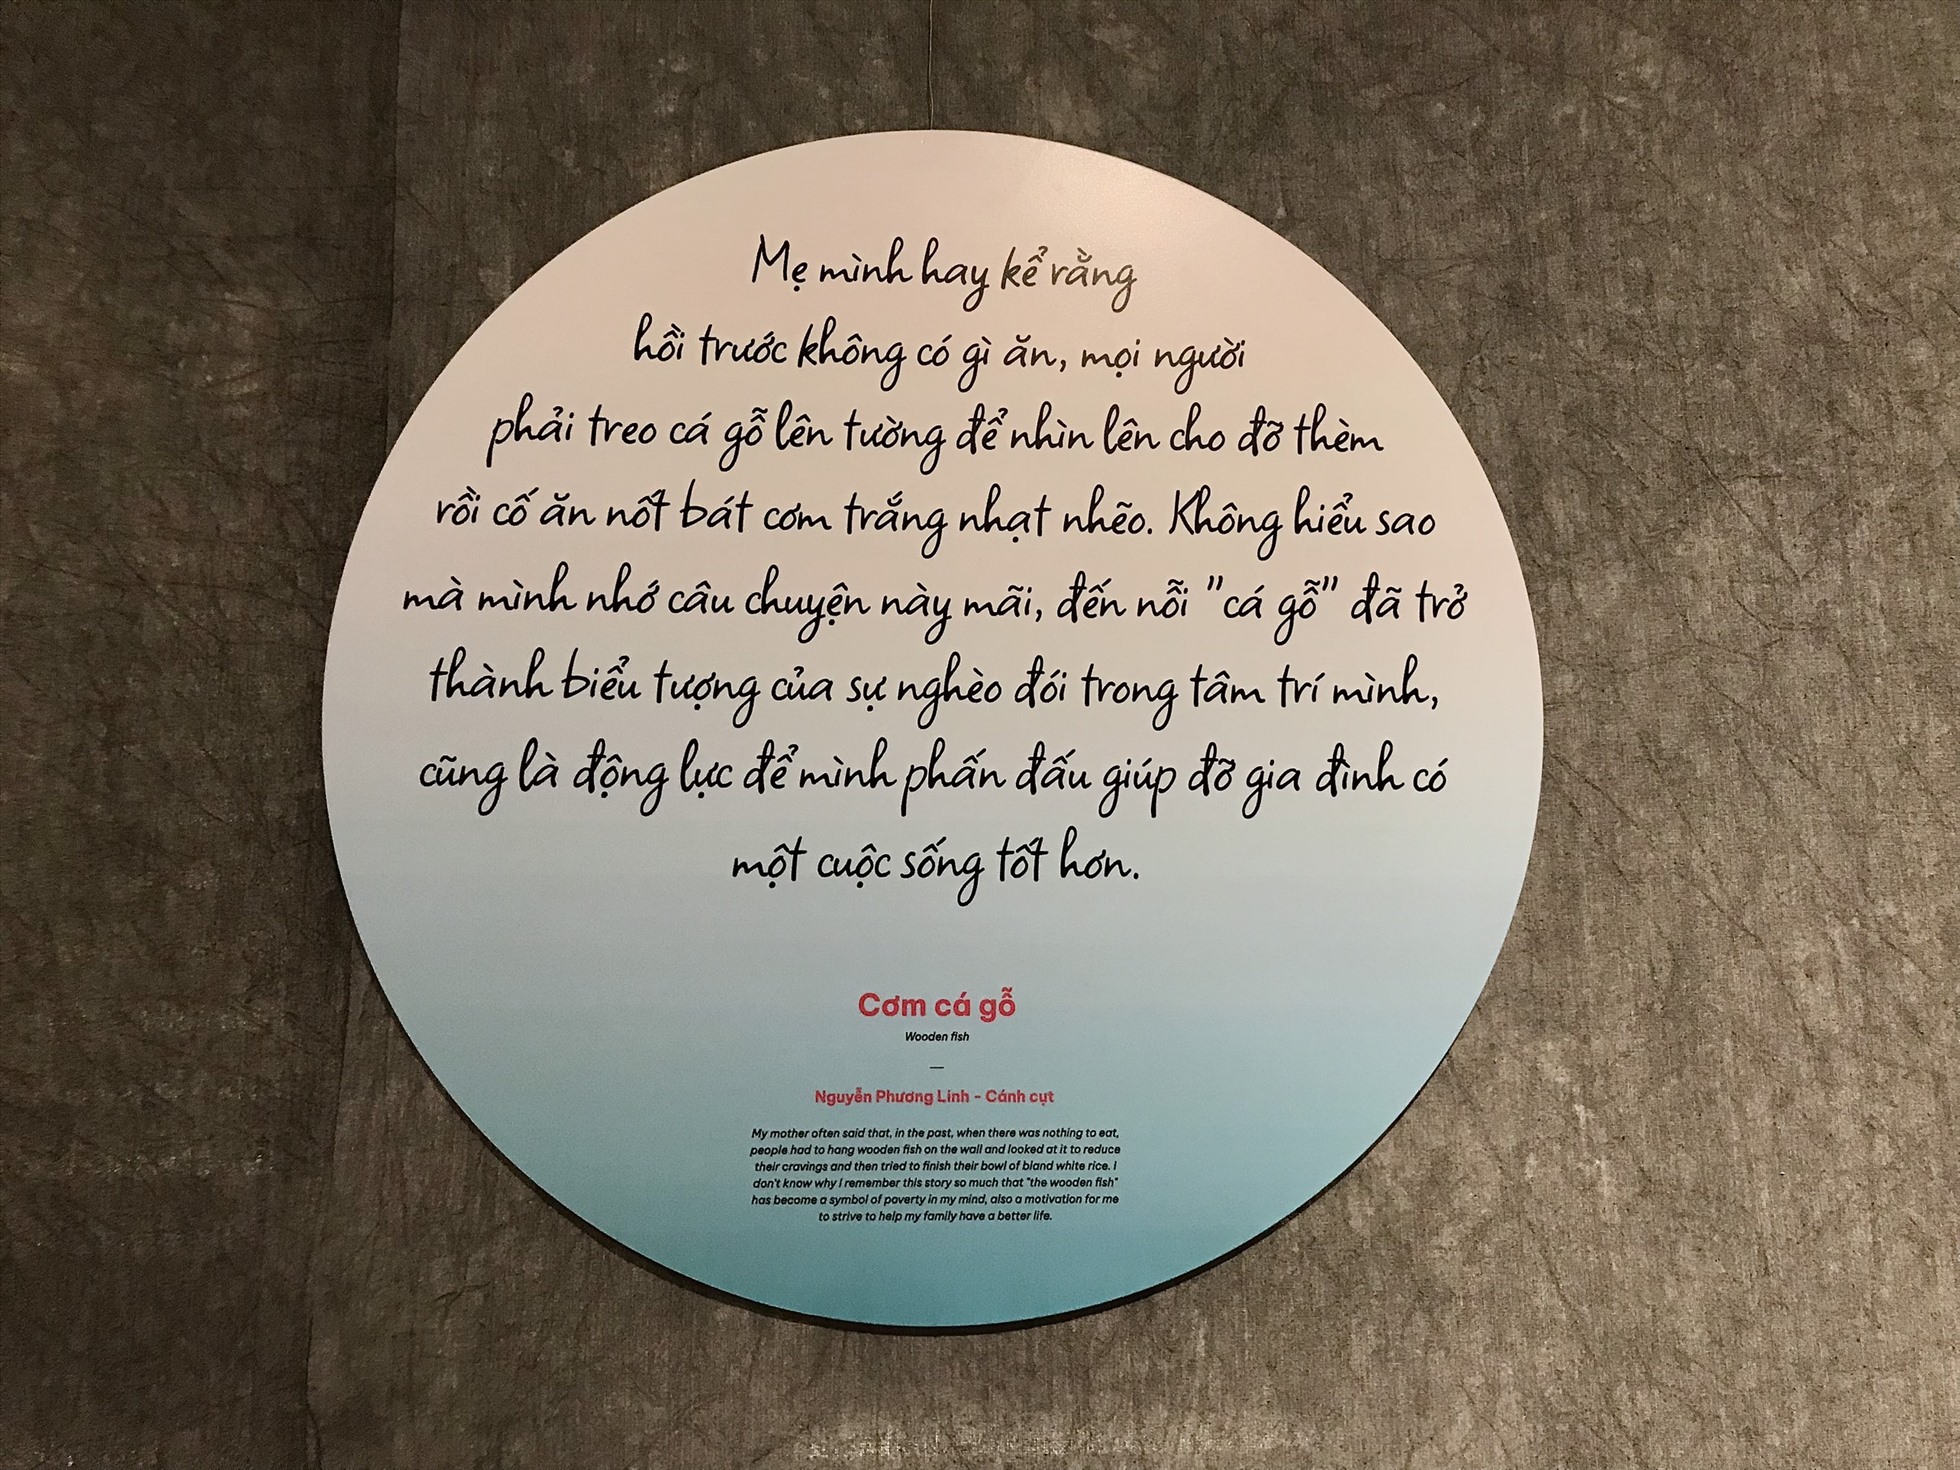 Mẹ mình hay kể rằng
hồi trước không có gì ăn, mọi người
phải treo cá gỗ lên tường để nhìn lên cho đỡ thèm
rồi cố ăn nốt bát cơm trắng nhạt nhẽo. Không hiểu sao
mà mình nhớ câu chuyện này mãi, đến nỗi "cá gỗ" đã trở
thành biểu tượng của sự nghèo đói trong tâm trí mình,
cũng là động lực để mình phấn đấu giúp đỡ gia đình có
một cuộc sống tốt hơn.
Cơm cá gỗ
Wooden fish
—
Nguyễn Phương Linh - Cánh cụt
My mother often said that, in the past, when there was nothing to eat,
people had to hang wooden fish on the wall and looked at it to reduce
their cravings and then tried to finish their bowl of bland white rice. I
don't know why I remember this story so much that "the wooden fish"
has become a symbol of poverty in my mind, also a motivation for me
to strive to help my family have a better life.